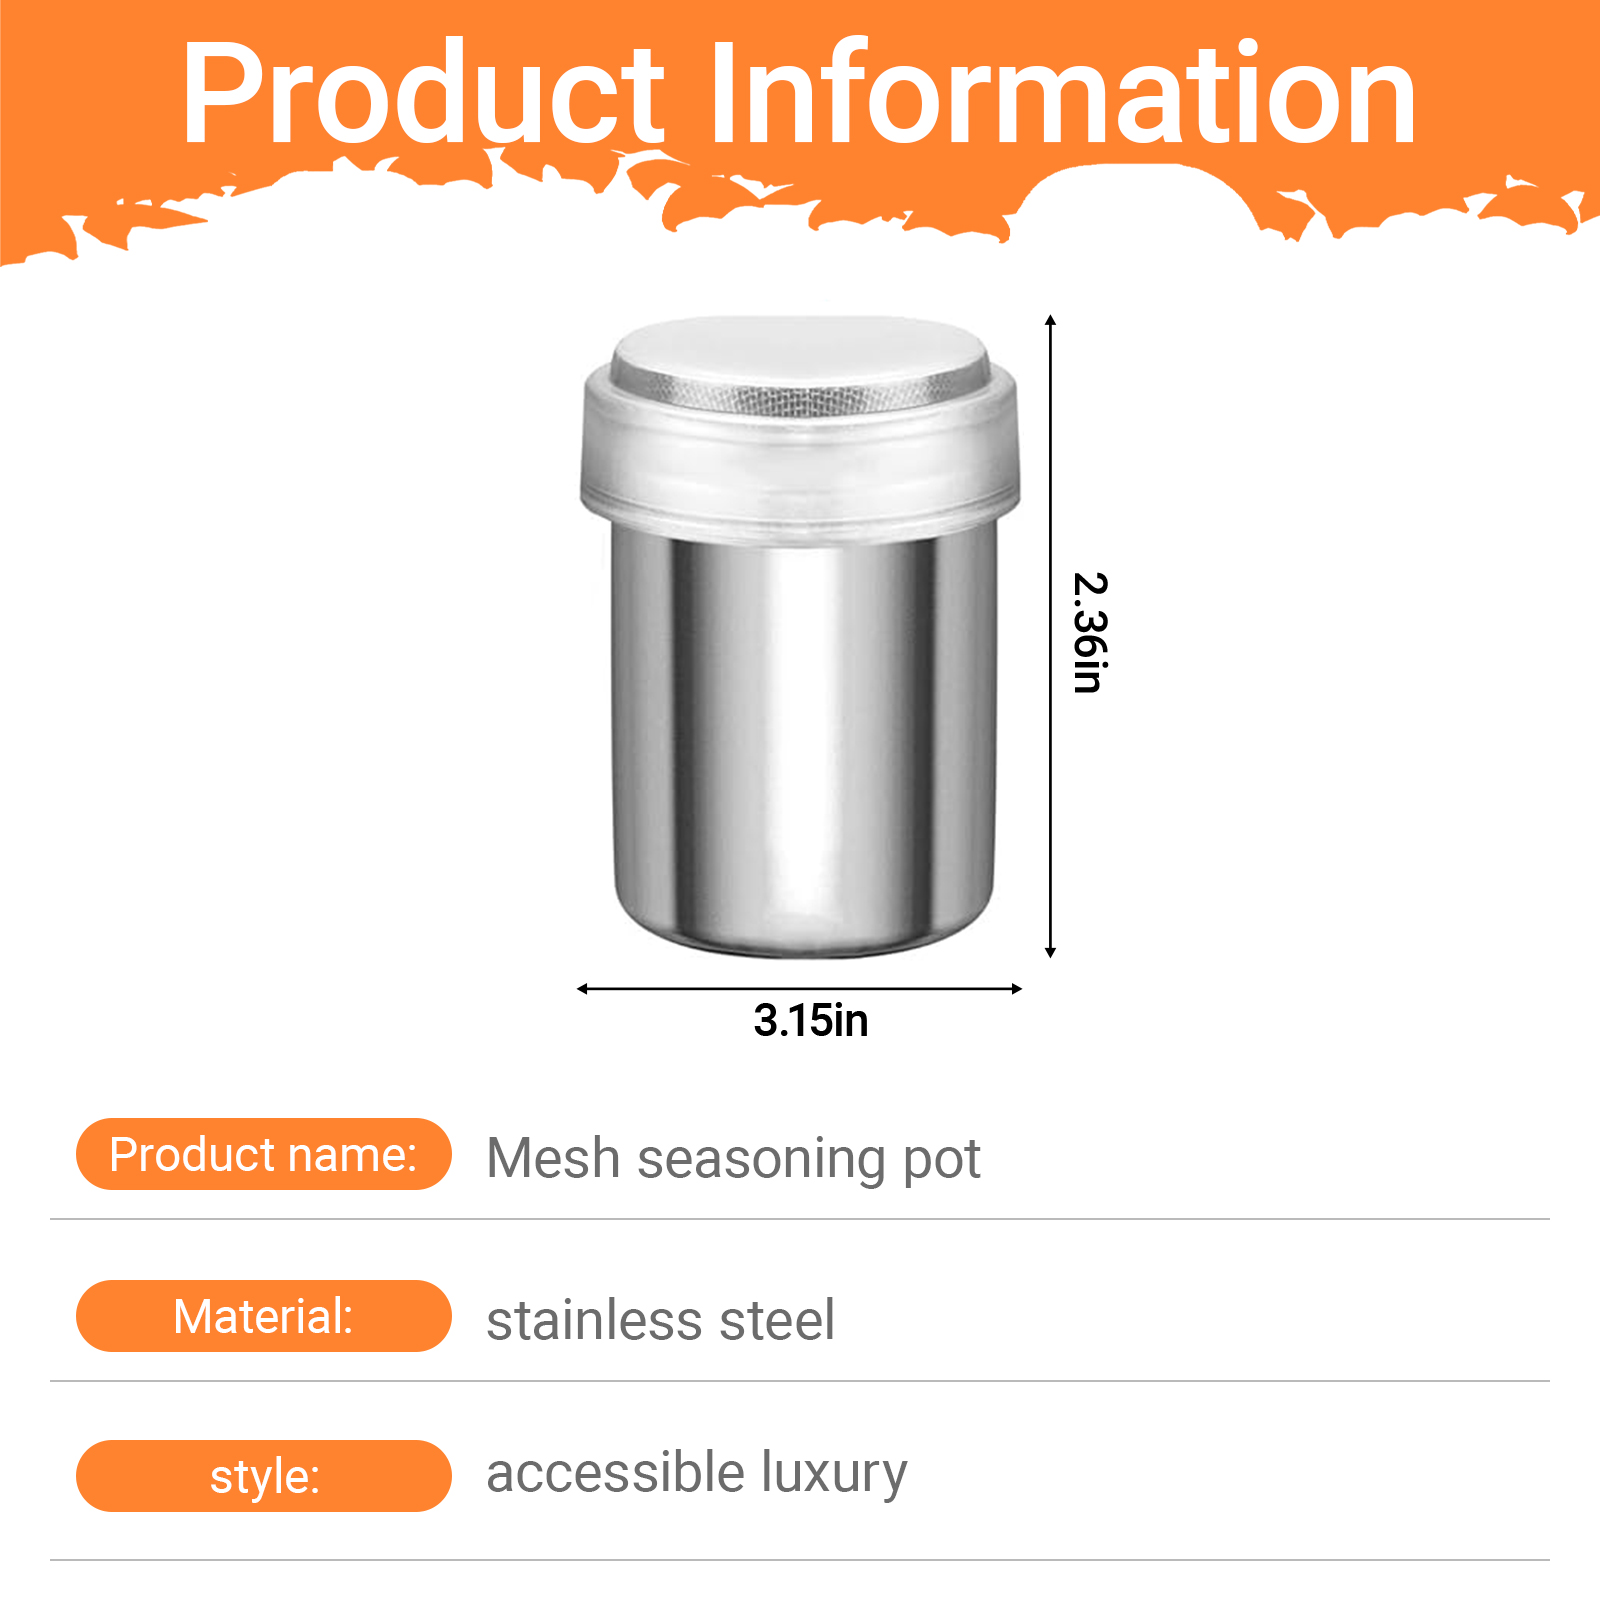 Product Information
2.36in
3.15in
Product name: Mesh seasoning pot
Material: stainless steel
style: accessible luxury